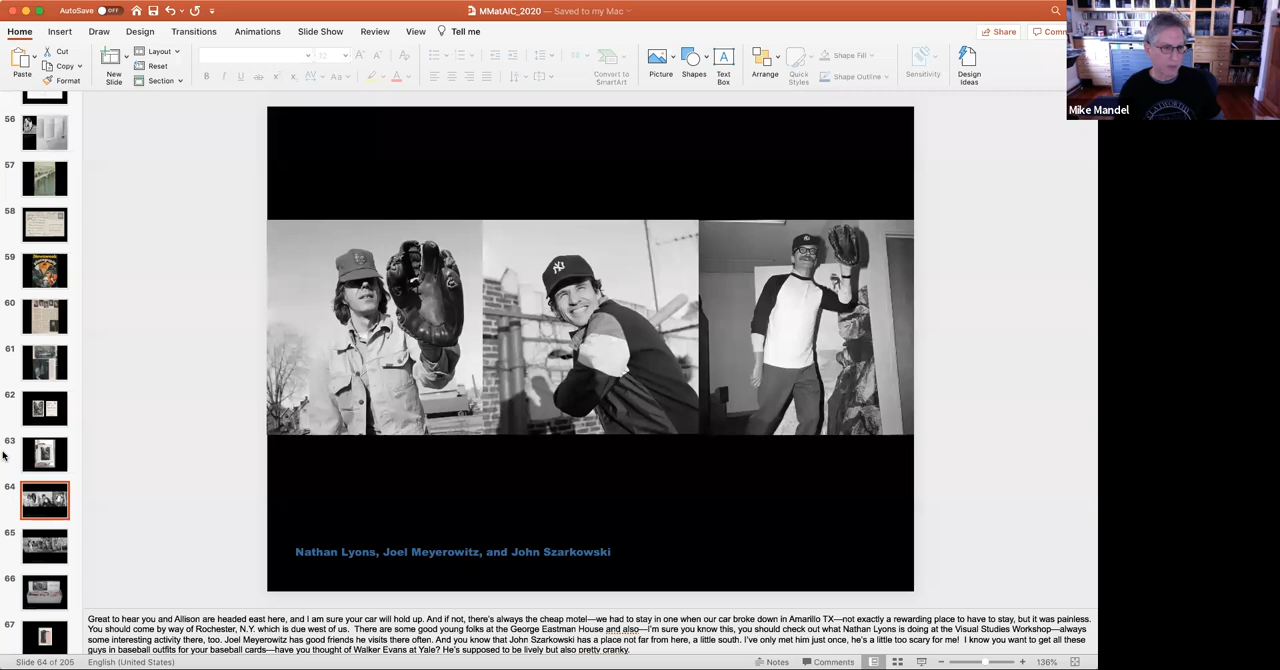 AutoSave OFF
MMatAIC_2020 — Saved to my Mac
Home Insert Draw Design Transitions Animations Slide Show Review View Tell me
Share Comm
Paste
Cut
Copy
Format
New Slide
Layout
Reset
Section
12
Convert to SmartArt
Picture
Shapes
Text Box
Arrange
Quick Styles
Shape Fill
Shape Outline
Sensitivity
Design Ideas
Mike Mandel
56
57
58
59
60
61
62
63
64
65
66
67
NY
Nathan Lyons, Joel Meyerowitz, and John Szarkowski
Great to hear you and Allison are headed east here, and I am sure your car will hold up. And if not, there's always the cheap motel—we had to stay in one when our car broke down in Amarillo TX—not exactly a rewarding place to have to stay, but it was painless.
You should come by way of Rochester, N.Y. which is due west of us. There are some good young folks at the George Eastman House and also—I'm sure you know this, you should check out what Nathan Lyons is doing at the Visual Studies Workshop—always
some interesting activity there, too. Joel Meyerowitz has good friends he visits there often. And you know that John Szarkowski has a place not far from here, a little south. I've only met him just once, he's a little too scary for me! I know you want to get all these
guys in baseball outfits for your baseball cards—have you thought of Walker Evans at Yale? He's supposed to be lively but also pretty cranky.
Slide 64 of 205 English (United States) Notes Comments 136%